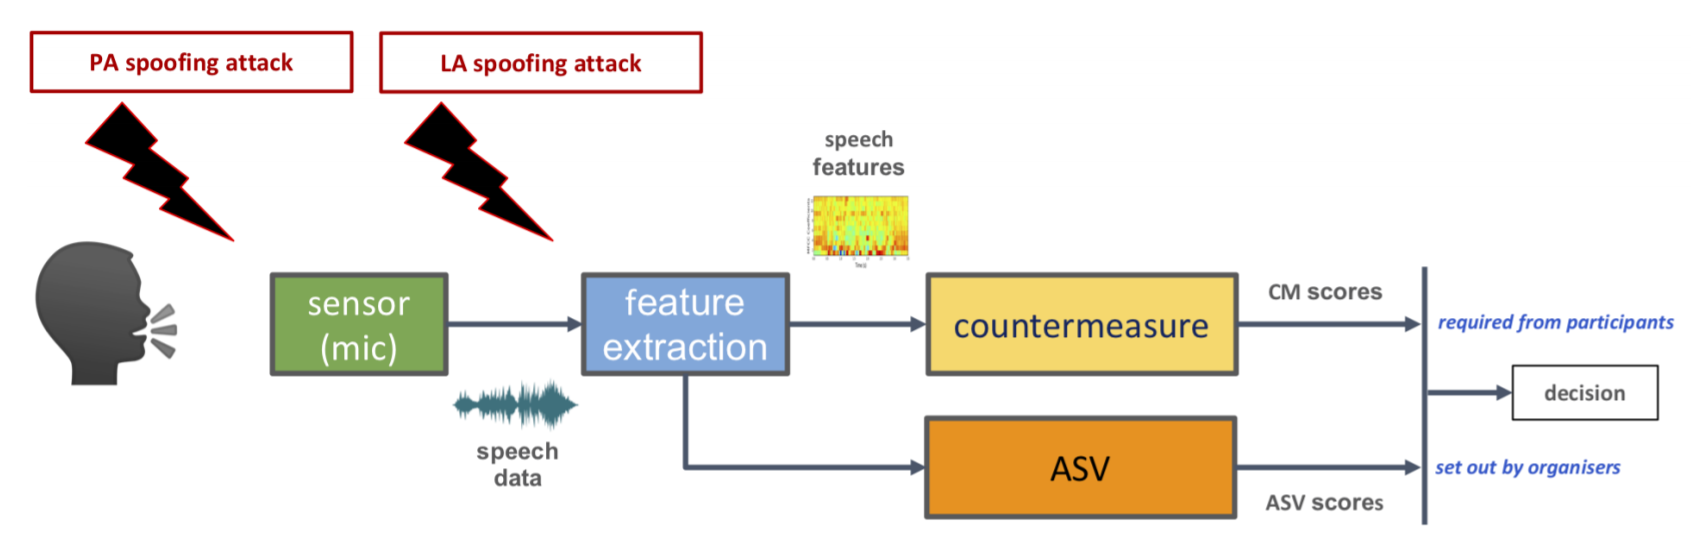 PA spoofing attack
LA spoofing attack
speech
features
sensor
(mic)
speech
data
feature
extraction
countermeasure
CM scores
required from participants
decision
ASV
ASV scores
set out by organisers